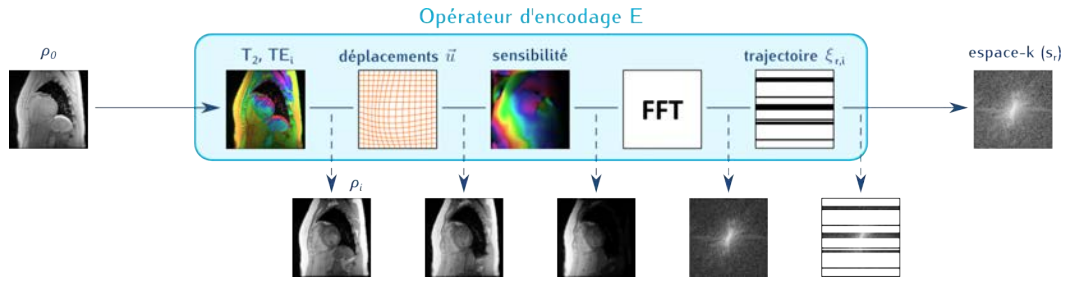 Opérateur d'encodage E
ρ₀
T₂, TEᵢ
déplacements u⃗
sensibilité
trajectoire ξᵣ,ᵢ
espace-k (sᵣ)
FFT
ρᵢ